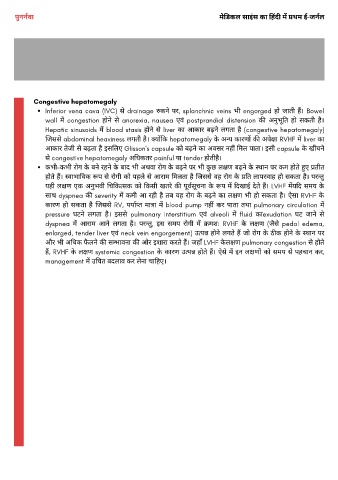 पुनर्नवा
मेडिकल साइंस का हिंदी में प्रथम ई-जर्नल
Congestive hepatomegaly
• Inferior vena cava (IVC) से drainage रुकने पर, splanchnic veins भी engorged हो जाती हैं। Bowel
wall में congestion होने से anorexia, nausea एवं postprandial distension की अनुभूति हो सकती है।
Hepatic sinusoids में blood stasis होने से liver का आकार बढ़ने लगता है (congestive hepatomegaly)
जिससे abdominal heaviness लगती है। क्योंकि hepatomegaly के अन्य कारणों की अपेक्षा RVHF में liver का
आकार तेजी से बढ़ता है इसलिए Glisson's capsule को बढ़ने का अवसर नहीं मिल पाता। इसी capsule के खींचने
से congestive hepatomegaly अधिकतर painful या tender होतीहै।
• कभी-कभी रोग के बने रहने के बाद भी अथवा रोग के बढ़ने पर भी कुछ लक्षण बढ़ने के स्थान पर कम होते हुए प्रतीत
होते हैं। स्वाभाविक रूप से रोगी को पहले से आराम मिलता है जिससे वह रोग के प्रति लापरवाह हो सकता है। परन्तु
यही लक्षण एक अनुभवी चिकित्सक को किसी खतरे की पूर्वसूचना के रूप में दिखाई देते हैं। LVHF मेंयदि समय के
साथ dyspnea की severity में कमी आ रही है तब यह रोग के बढ़ने का लक्षण भी हो सकता है। ऐसा RVHF के
कारण हो सकता है जिससे RV, पर्याप्त मात्रा में blood pump नहीं कर पाता तथा pulmonary circulation में
pressure घटने लगता है। इससे pulmonary interstitium एवं alveoli में fluid काexudation घट जाने से
dyspnea में आराम आने लगता है। परन्तु, इस समय रोगी में क्रमशः RVHF के लक्षण (जैसे pedal edema,
enlarged, tender liver एवं neck vein engorgement) उत्पन्न होने लगते हैं जो रोग के ठीक होने के स्थान पर
और भी अधिक फैलने की सम्भावना की ओर इशारा करते हैं। जहाँ LVHF केलक्षण pulmonary congestion से होते
हैं, RVHF के लक्षण systemic congestion के कारण उत्पन्न होते हैं। ऐसे में इन लक्षणों को समय से पहचान कर,
management में उचित बदलाव कर लेना चाहिए।